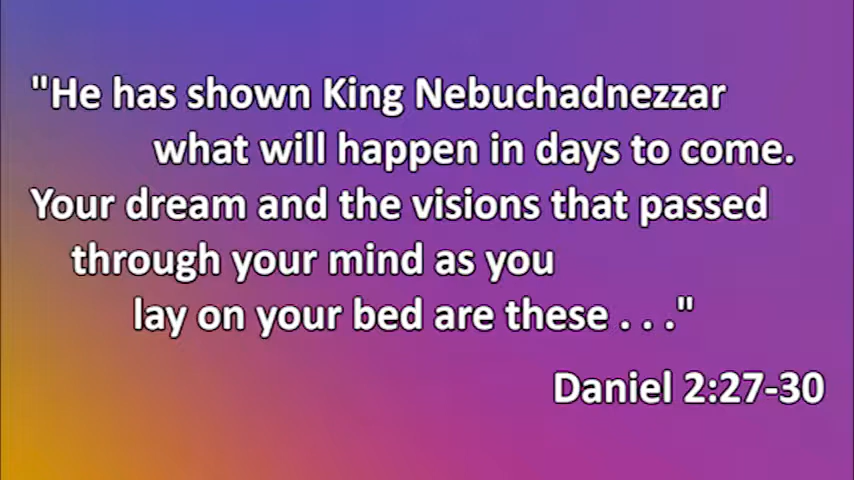 "He has shown King Nebuchadnezzar
what will happen in days to come.
Your dream and the visions that passed
through your mind as you
lay on your bed are these . . ."
Daniel 2:27-30